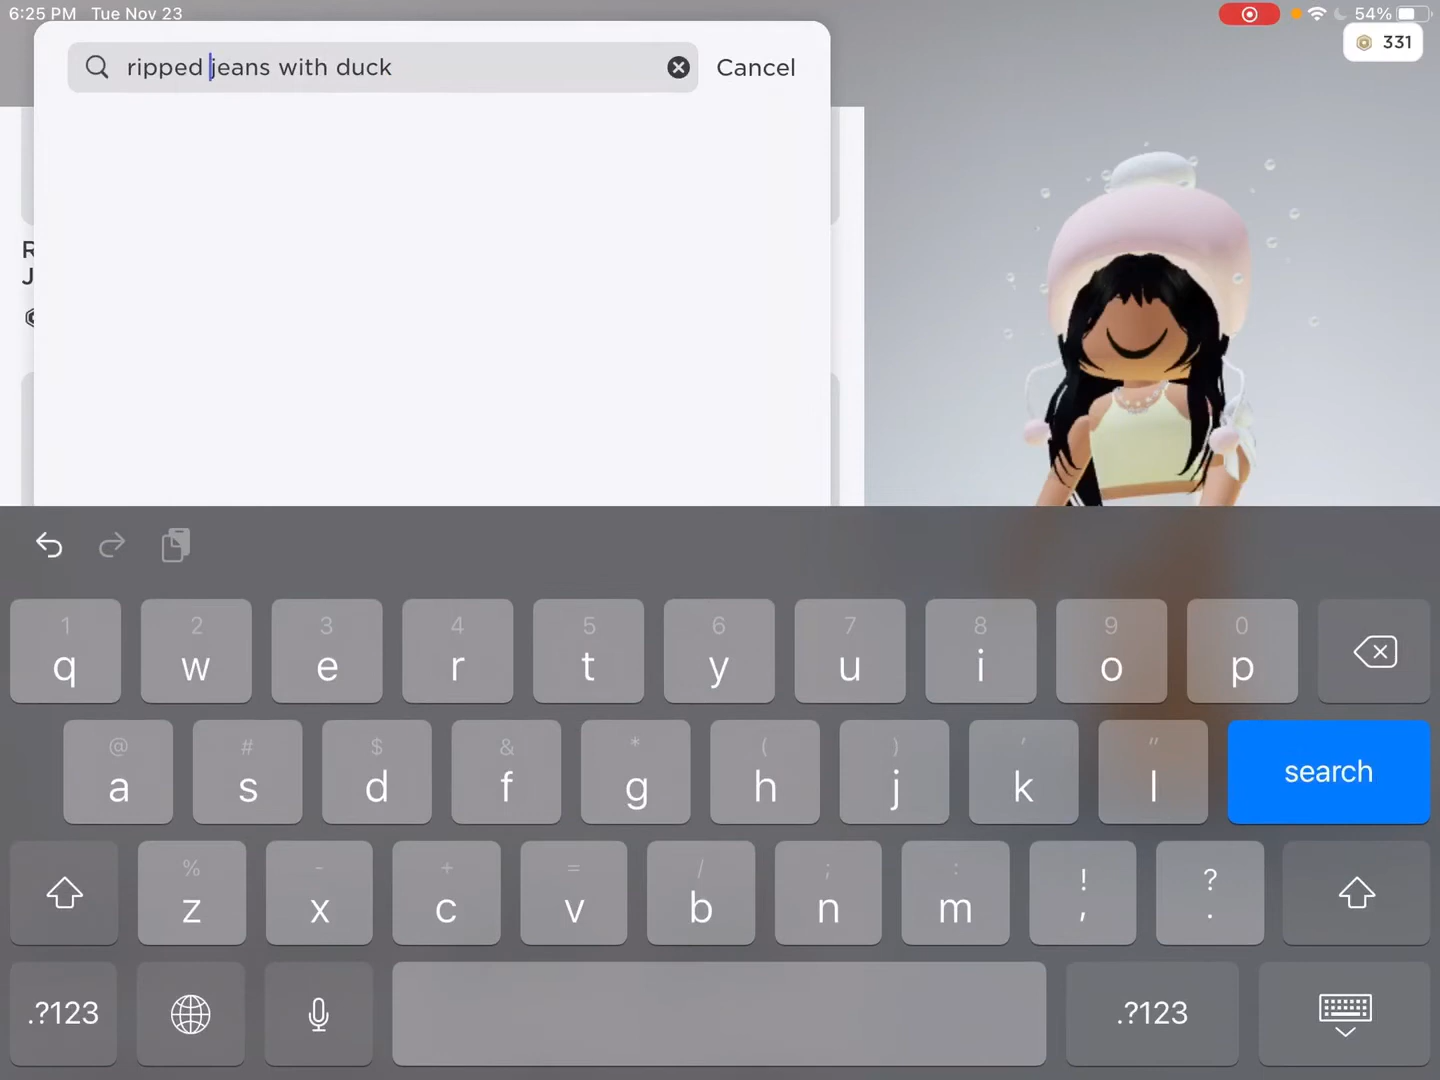 6:25 PM Tue Nov 23
54%
331
ripped jeans with duck
Cancel
R
J
1 2 3 4 5 6 7 8 9 0
q w e r t y u i o p
@ # $ & * ( ) ' "
a s d f g h j k l
search
% - + = / ; : ! ?
z x c v b n m , .
.?123
.?123